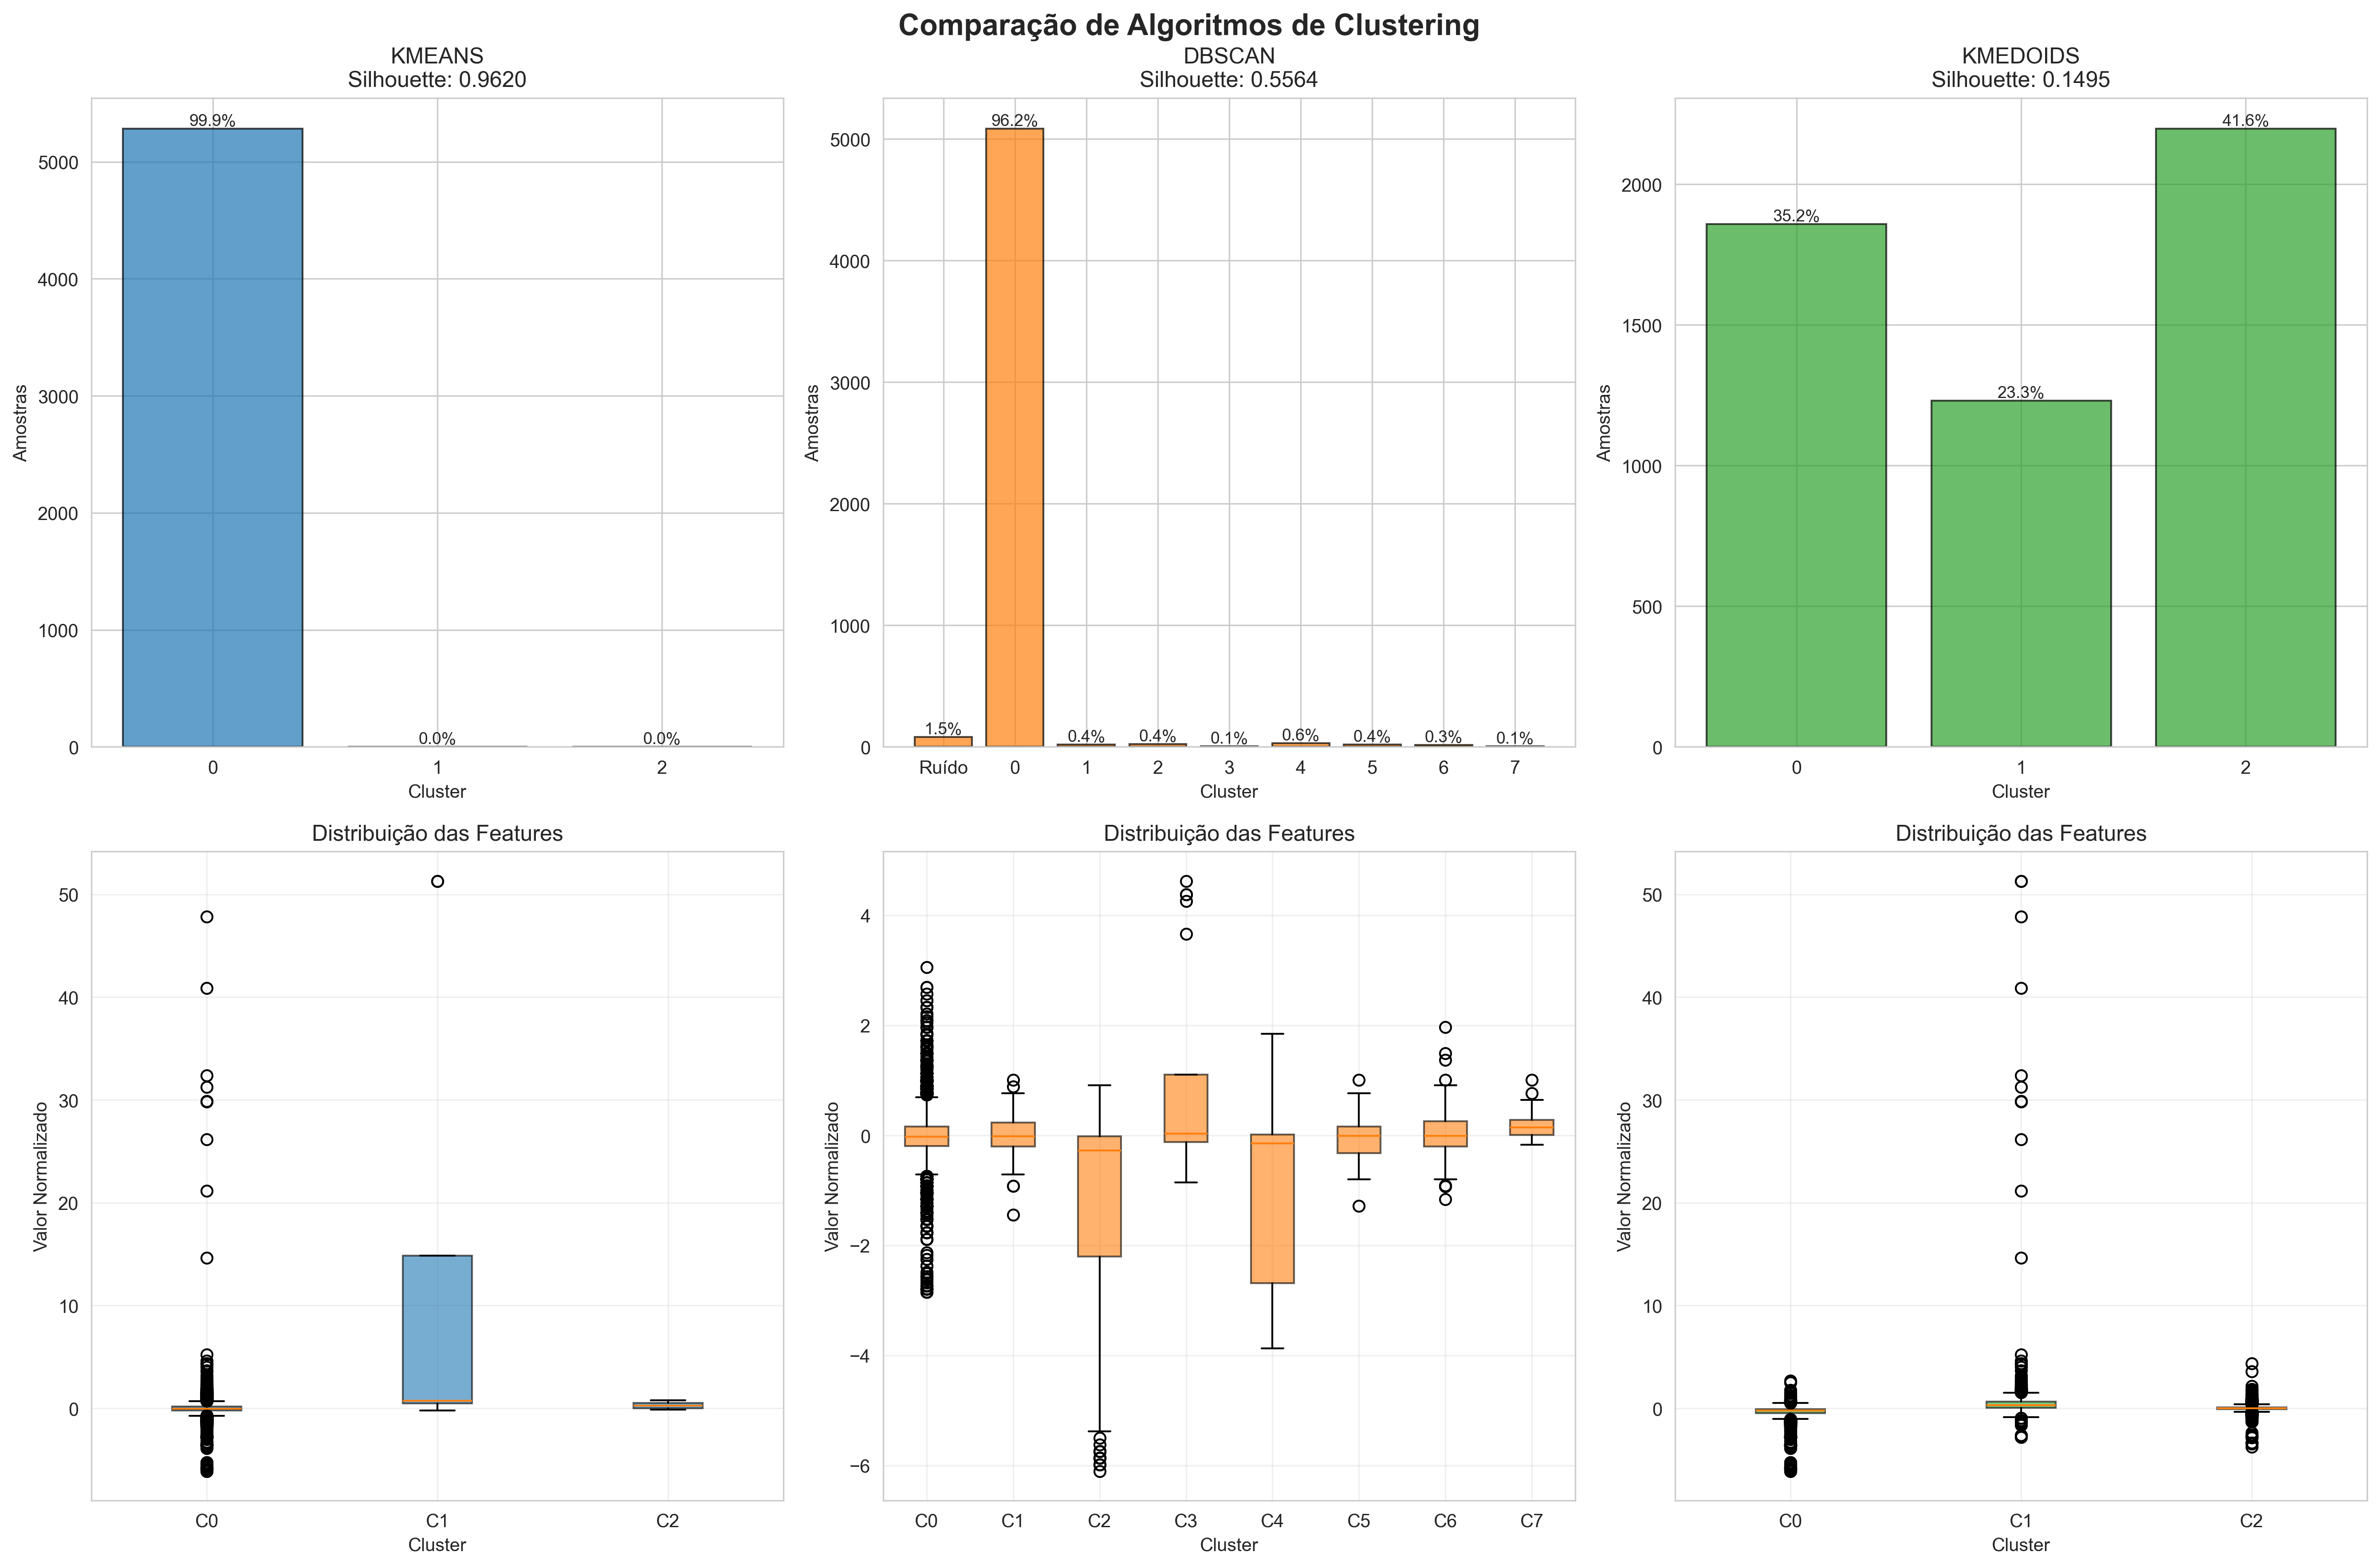 Comparação de Algoritmos de Clustering
KMEANS
Silhouette: 0.9620
99.9%
0.0%
0.0%
5000
4000
3000
2000
1000
0
Amostras
0 1 2
Cluster
DBSCAN
Silhouette: 0.5564
1.5%
96.2%
0.4%
0.4%
0.1%
0.6%
0.4%
0.3%
0.1%
5000
4000
3000
2000
1000
0
Amostras
Ruído 0 1 2 3 4 5 6 7
Cluster
KMEDOIDS
Silhouette: 0.1495
35.2%
23.3%
41.6%
2000
1500
1000
500
0
Amostras
0 1 2
Cluster
Distribuição das Features
50
40
30
20
10
0
Valor Normalizado
C0 C1 C2
Cluster
Distribuição das Features
4
2
0
−2
−4
−6
Valor Normalizado
C0 C1 C2 C3 C4 C5 C6 C7
Cluster
Distribuição das Features
50
40
30
20
10
0
Valor Normalizado
C0 C1 C2
Cluster